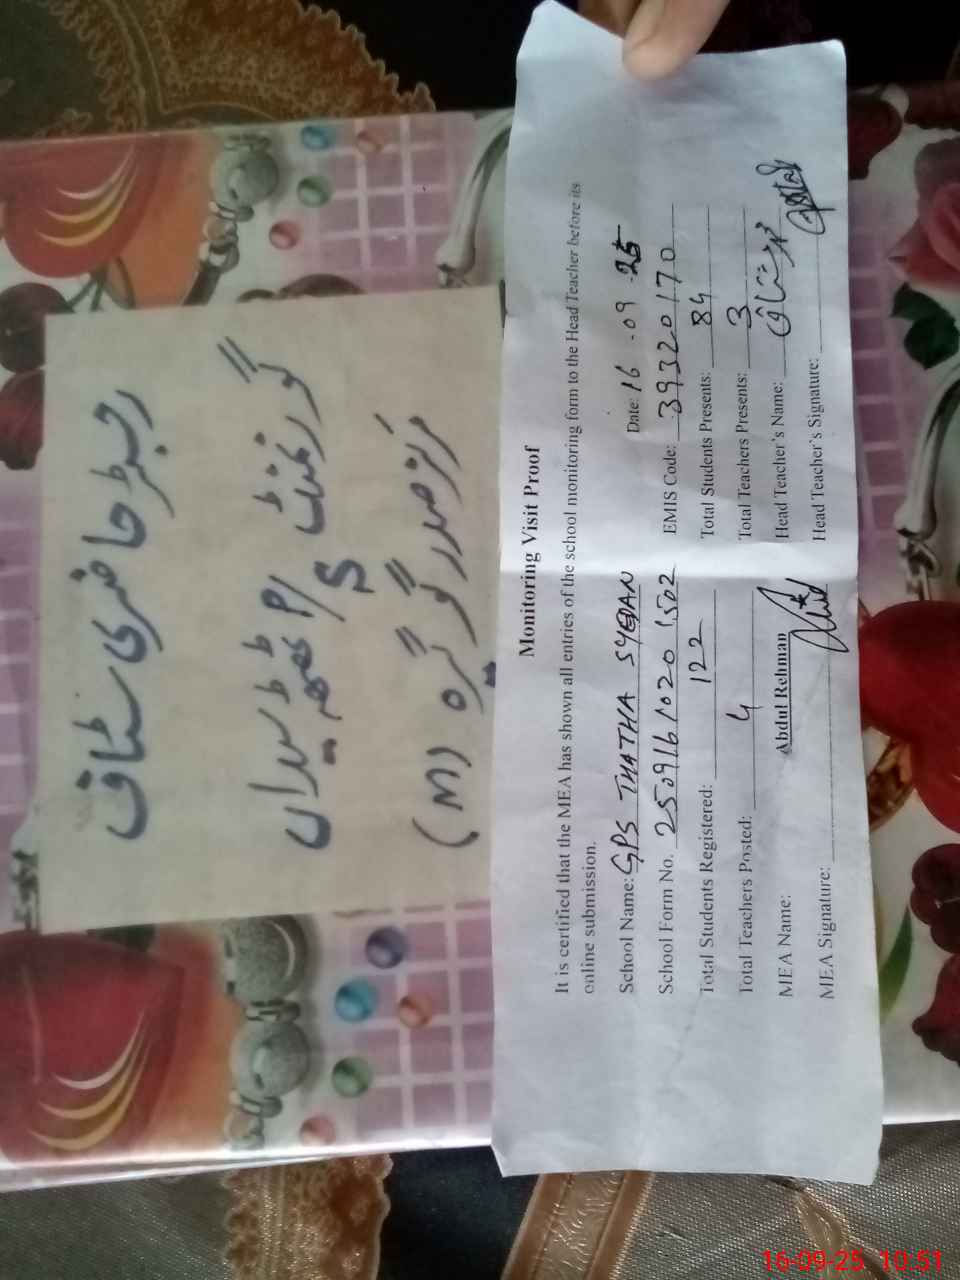 رجسٹر حاضری سٹاف
گورنمنٹ P/S ٹھٹھہ سیداں
مرکز صدر گوگیرہ (M)
Monitoring Visit Proof
It is certified that the MEA has shown all entries of the school monitoring form to the Head Teacher before its
online submission.
School Name: GPS THATHA SYEDAN Date: 16-09-25
School Form No. 25091610201502 EMIS Code: 39320170
Total Students Registered: 122 Total Students Presents: 84
Total Teachers Posted: 4 Total Teachers Presents: 3
MEA Name: Abdul Rehman Head Teacher's Name: محمد مشتاق
MEA Signature: Head Teacher's Signature:
16-09-25 10:51